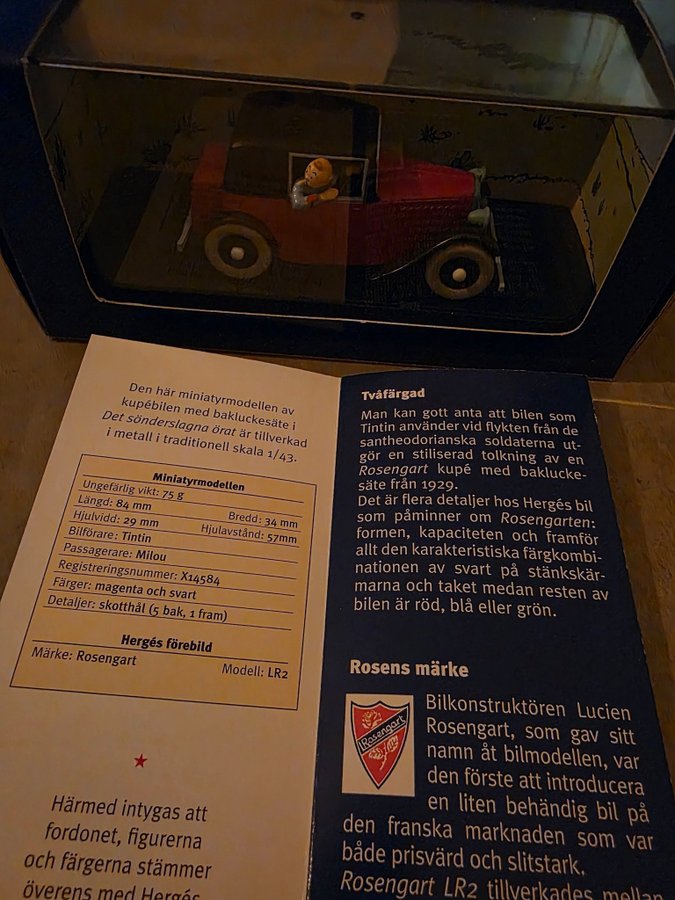 Den här miniatyrmodellen av
kupébilen med bakluckesäte i
Det sönderslagna örat är tillverkad
i metall i traditionell skala 1/43.
Miniatyrmodellen
Ungefärlig vikt: 75 g
Längd: 84 mm Bredd: 34 mm
Hjulvidd: 29 mm Hjulavstånd: 57mm
Bilförare: Tintin
Passagerare: Milou
Registreringsnummer: X14584
Färger: magenta och svart
Detaljer: skotthål (5 bak, 1 fram)
Hergés förebild
Märke: Rosengart Modell: LR2
Härmed intygas att
fordonet, figurerna
och färgerna stämmer
överens med Hergés
Tvåfärgad
Man kan gott anta att bilen som
Tintin använder vid flykten från de
santheodorianska soldaterna ut-
gör en stiliserad tolkning av en
Rosengart kupé med baklucke-
säte från 1929.
Det är flera detaljer hos Hergés bil
som påminner om Rosengarten:
formen, kapaciteten och framför
allt den karakteristiska färgkombi-
nationen av svart på stänkskär-
marna och taket medan resten av
bilen är röd, blå eller grön.
Rosens märke
Rosengart
Bilkonstruktören Lucien
Rosengart, som gav sitt
namn åt bilmodellen, var
den förste att introducera
en liten behändig bil på
den franska marknaden som var
både prisvärd och slitstark.
Rosengart LR2 tillverkades mellan